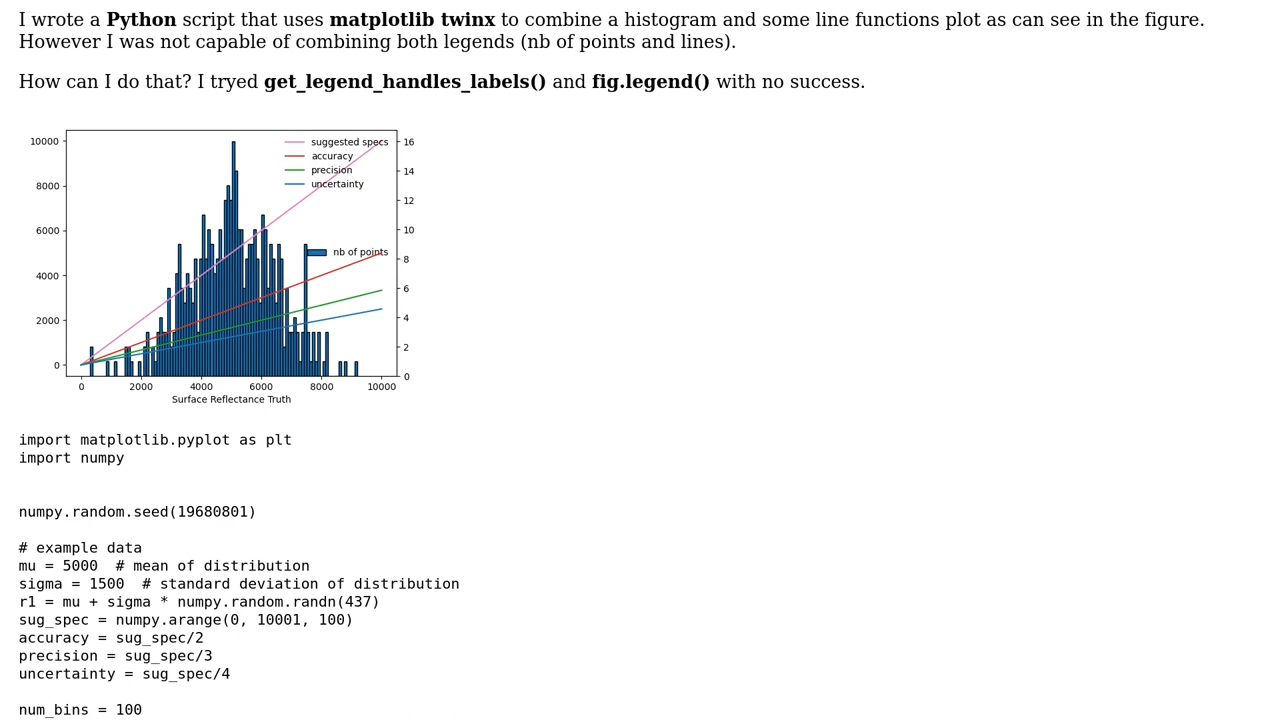 I wrote a Python script that uses matplotlib twinx to combine a histogram and some line functions plot as can see in the figure.
However I was not capable of combining both legends (nb of points and lines).
How can I do that? I tryed get_legend_handles_labels() and fig.legend() with no success.
10000
8000
6000
4000
2000
0
suggested specs
accuracy
precision
uncertainty
nb of points
16
14
12
10
8
6
4
2
0
0 2000 4000 6000 8000 10000
Surface Reflectance Truth
import matplotlib.pyplot as plt
import numpy
numpy.random.seed(19680801)
# example data
mu = 5000  # mean of distribution
sigma = 1500  # standard deviation of distribution
r1 = mu + sigma * numpy.random.randn(437)
sug_spec = numpy.arange(0, 10001, 100)
accuracy = sug_spec/2
precision = sug_spec/3
uncertainty = sug_spec/4
num_bins = 100